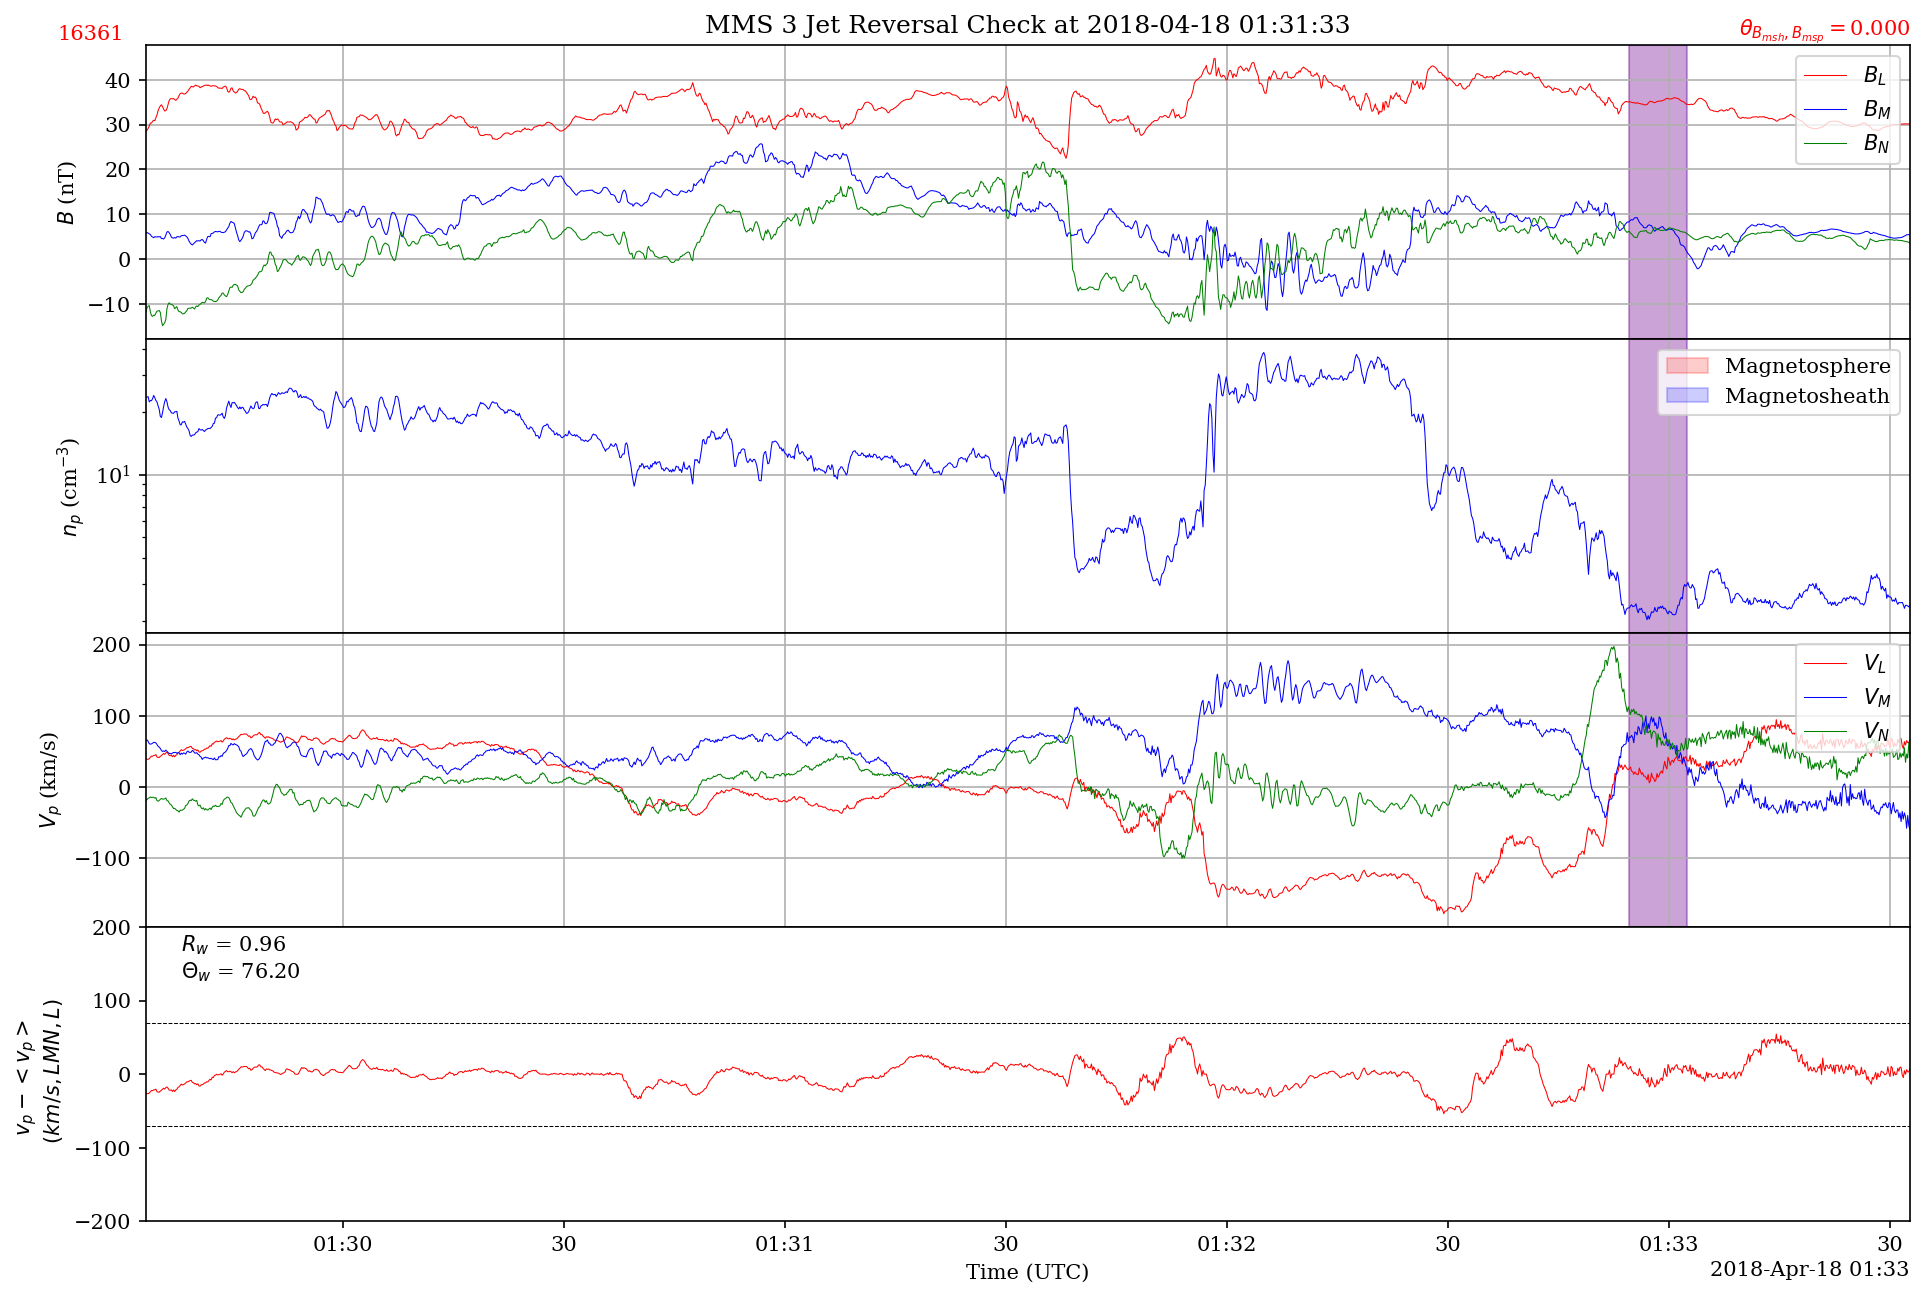 16361
MMS 3 Jet Reversal Check at 2018-04-18 01:31:33
θ_{B_{msh}, B_{msp}} = 0.000
40
30
20
10
0
−10
B (nT)
B_L
B_M
B_N
10^1
n_p (cm^{−3})
Magnetosphere
Magnetosheath
200
100
0
−100
V_p (km/s)
V_L
V_M
V_N
200
100
0
−100
−200
v_p − < v_p >
(km/s, LMN, L)
R_w = 0.96
Θ_w = 76.20
01:30
30
01:31
30
01:32
30
01:33
30
Time (UTC)
2018-Apr-18 01:33